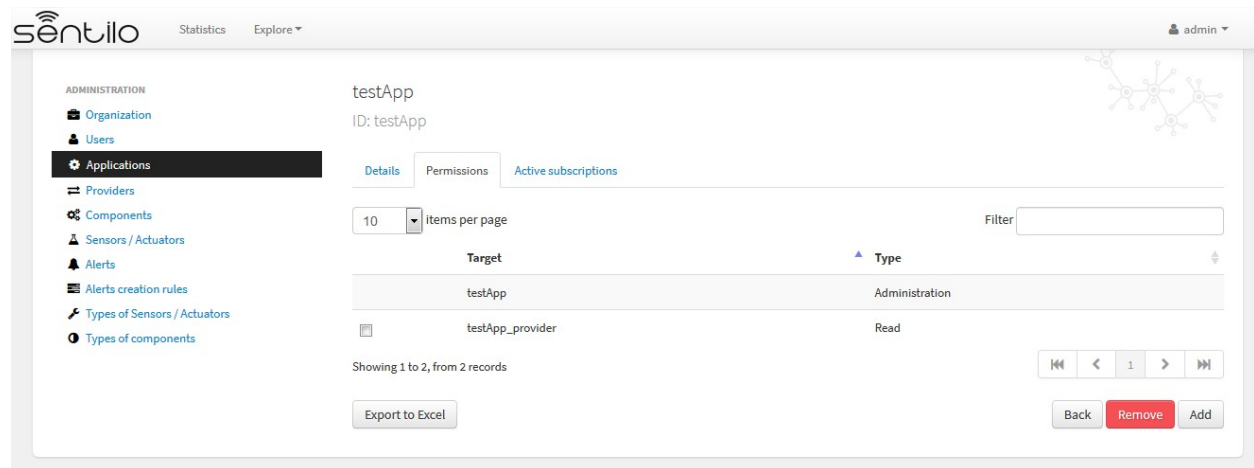 sentilo Statistics Explore admin
ADMINISTRATION
Organization
Users
Applications
Providers
Components
Sensors / Actuators
Alerts
Alerts creation rules
Types of Sensors / Actuators
Types of components
testApp
ID: testApp
Details Permissions Active subscriptions
10 items per page Filter
Target Type
testApp Administration
testApp_provider Read
Showing 1 to 2, from 2 records 1
Export to Excel Back Remove Add